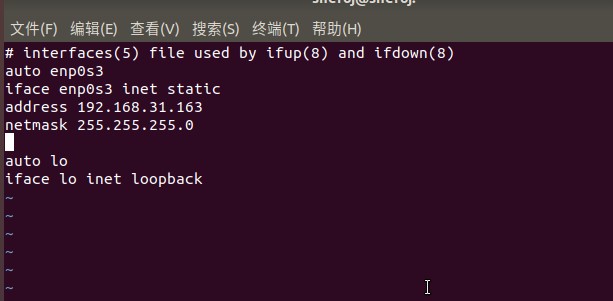 文件(F) 编辑(E) 查看(V) 搜索(S) 终端(T) 帮助(H)
# interfaces(5) file used by ifup(8) and ifdown(8)
auto enp0s3
iface enp0s3 inet static
address 192.168.31.163
netmask 255.255.255.0
auto lo
iface lo inet loopback
~
~
~
~
~
~